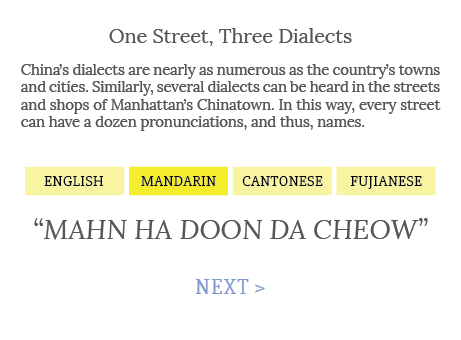 One Street, Three Dialects
China’s dialects are nearly as numerous as the country’s towns
and cities. Similarly, several dialects can be heard in the streets
and shops of Manhattan’s Chinatown. In this way, every street
can have a dozen pronunciations, and thus, names.
ENGLISH MANDARIN CANTONESE FUJIANESE
“MAHN HA DOON DA CHEOW”
NEXT >